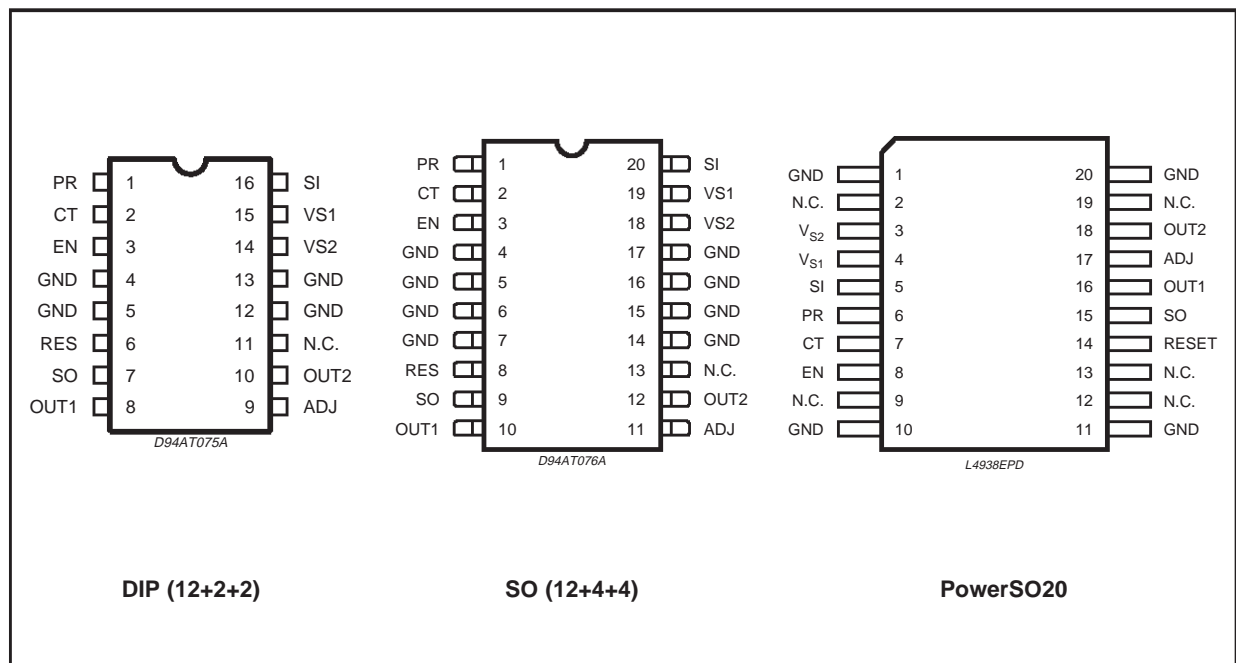 PR 1 16 SI
CT 2 15 VS1
EN 3 14 VS2
GND 4 13 GND
GND 5 12 GND
RES 6 11 N.C.
SO 7 10 OUT2
OUT1 8 9 ADJ
D94AT075A
DIP (12+2+2)
PR 1 20 SI
CT 2 19 VS1
EN 3 18 VS2
GND 4 17 GND
GND 5 16 GND
GND 6 15 GND
GND 7 14 GND
RES 8 13 N.C.
SO 9 12 OUT2
OUT1 10 11 ADJ
D94AT076A
SO (12+4+4)
GND 1 20 GND
N.C. 2 19 N.C.
VS2 3 18 OUT2
VS1 4 17 ADJ
SI 5 16 OUT1
PR 6 15 SO
CT 7 14 RESET
EN 8 13 N.C.
N.C. 9 12 N.C.
GND 10 11 GND
L4938EPD
PowerSO20